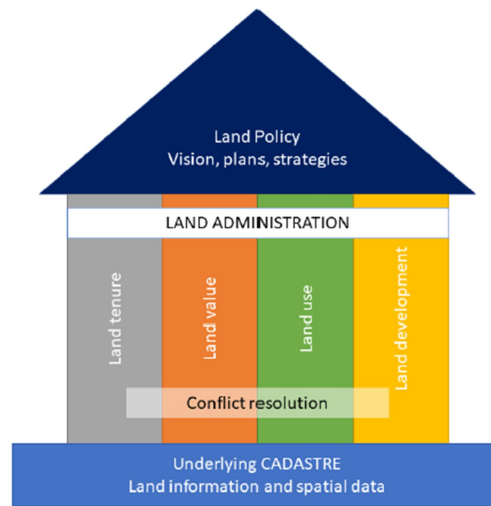 Land Policy
Vision, plans, strategies
LAND ADMINISTRATION
Land tenure
Land value
Land use
Land development
Conflict resolution
Underlying CADASTRE
Land information and spatial data